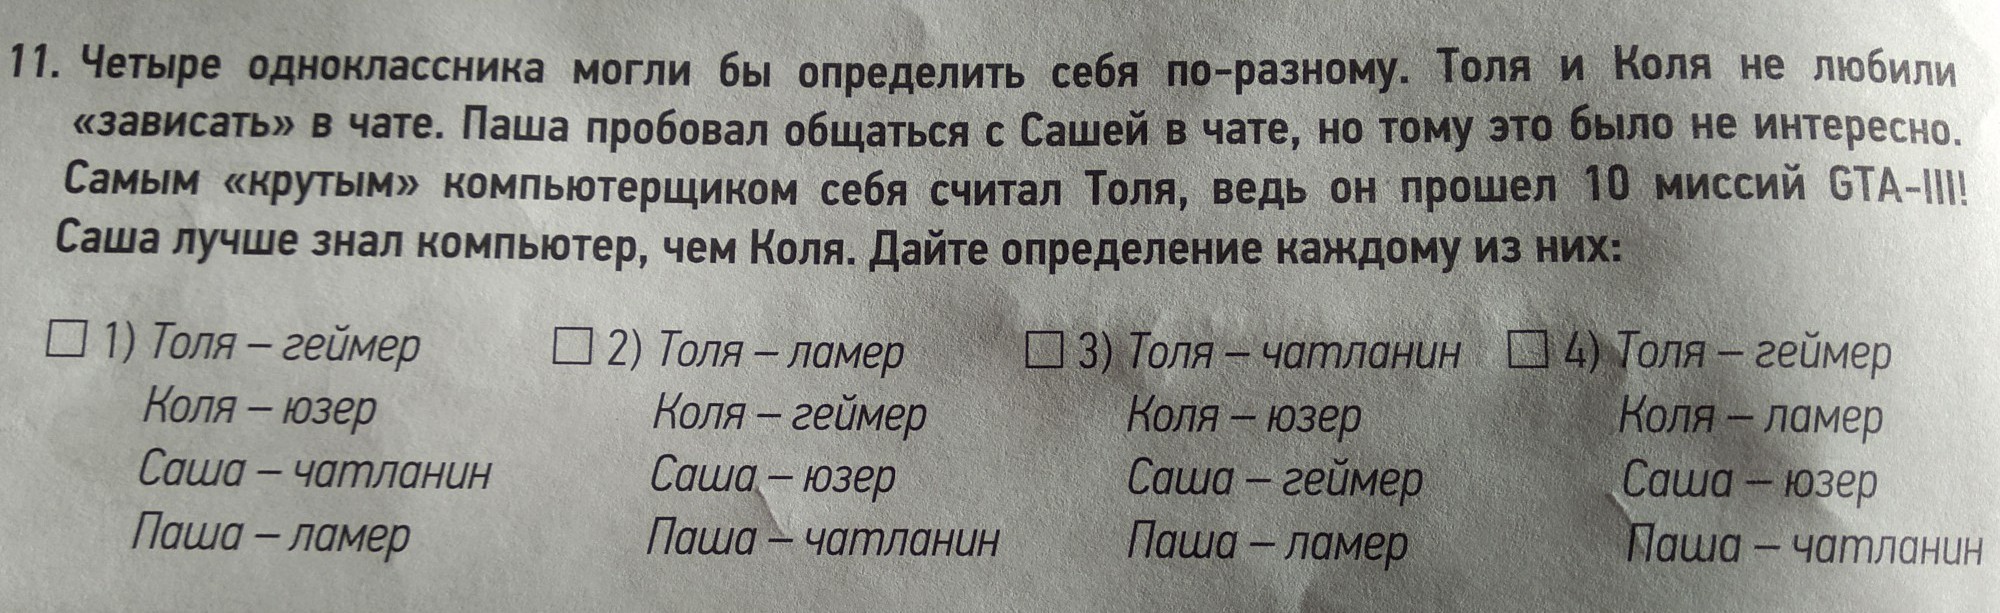 11. Четыре одноклассника могли бы определить себя по-разному. Толя и Коля не любили
«зависать» в чате. Паша пробовал общаться с Сашей в чате, но тому это было не интересно.
Самым «крутым» компьютерщиком себя считал Толя, ведь он прошел 10 миссий GTA-III!
Саша лучше знал компьютер, чем Коля. Дайте определение каждому из них:
1) Толя – геймер
Коля – юзер
Саша – чатланин
Паша – ламер
2) Толя – ламер
Коля – геймер
Саша – юзер
Паша – чатланин
3) Толя – чатланин
Коля – юзер
Саша – геймер
Паша – ламер
4) Толя – геймер
Коля – ламер
Саша – юзер
Паша – чатланин